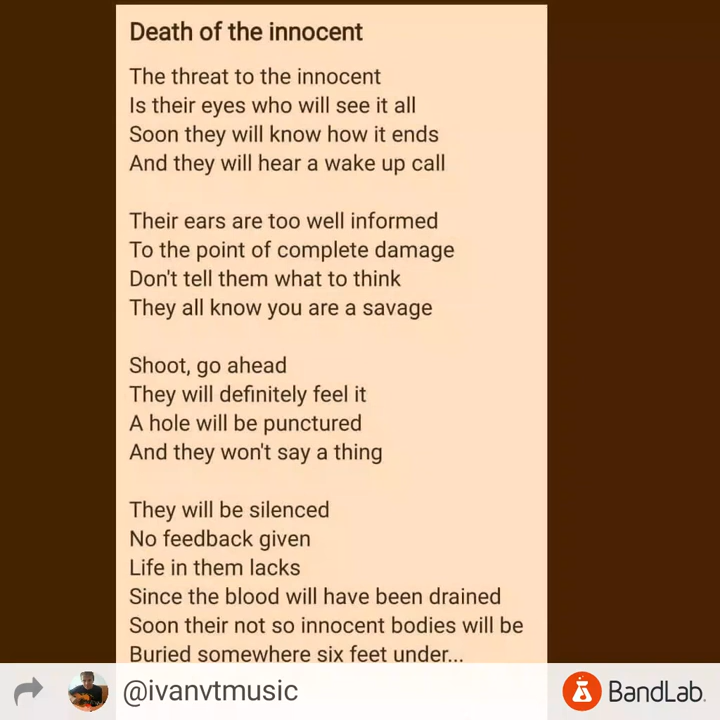 Death of the innocent
The threat to the innocent
Is their eyes who will see it all
Soon they will know how it ends
And they will hear a wake up call
Their ears are too well informed
To the point of complete damage
Don't tell them what to think
They all know you are a savage
Shoot, go ahead
They will definitely feel it
A hole will be punctured
And they won't say a thing
They will be silenced
No feedback given
Life in them lacks
Since the blood will have been drained
Soon their not so innocent bodies will be
Buried somewhere six feet under...
@ivanvtmusic
BandLab.